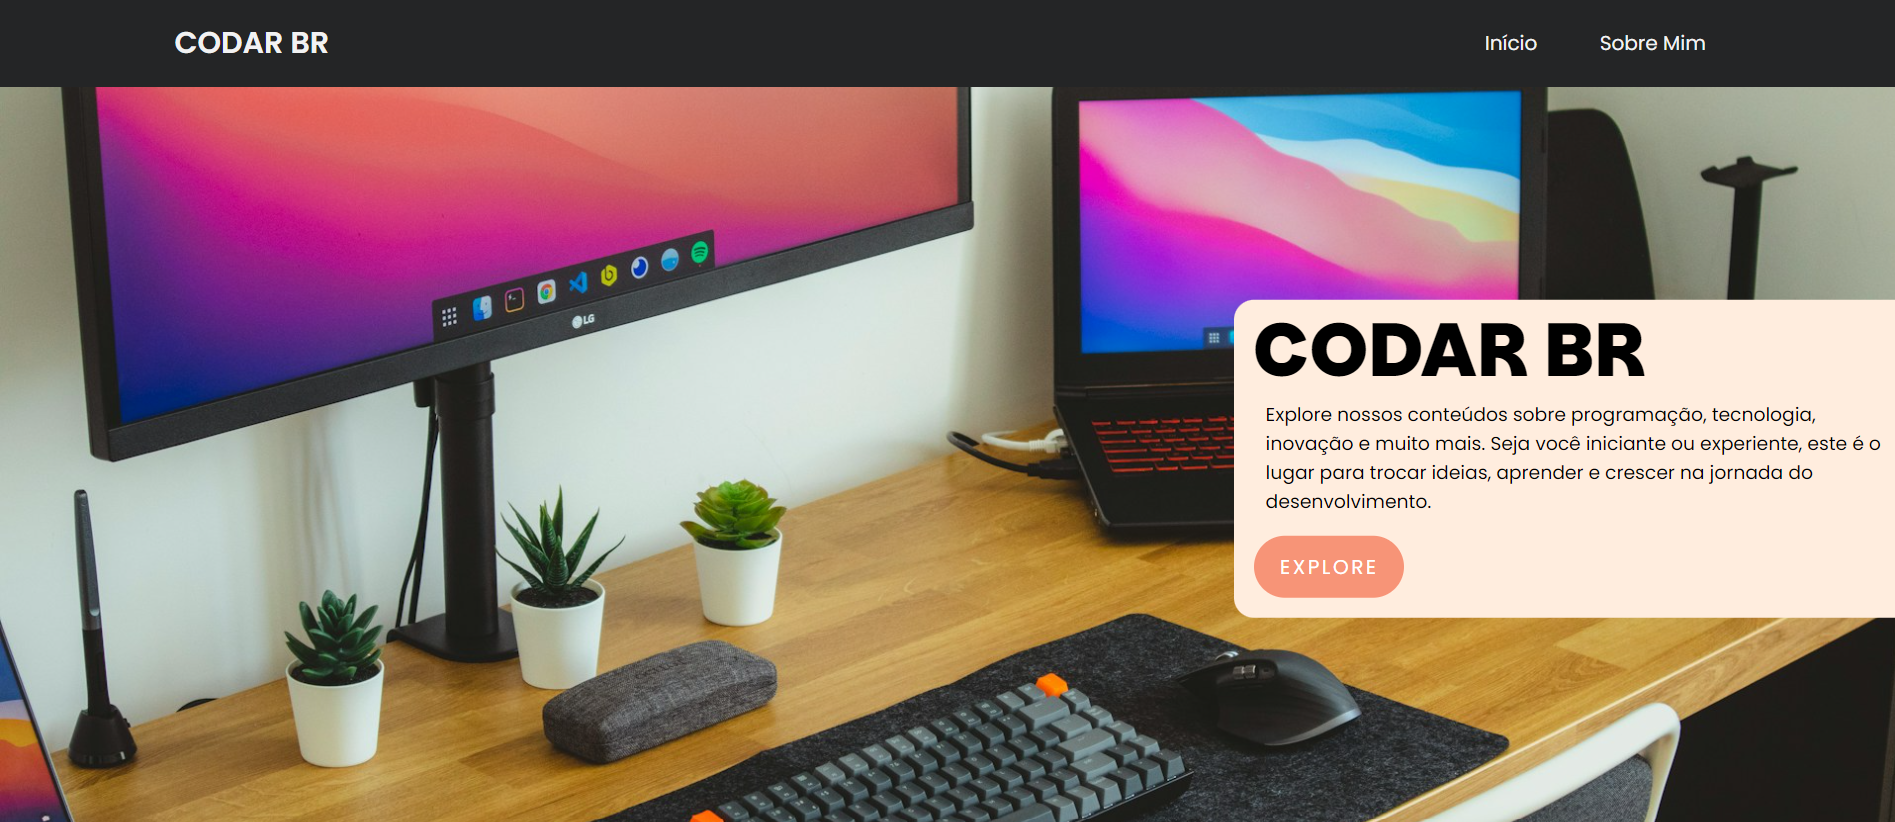 CODAR BR
Início
Sobre Mim
LG
CODAR BR
Explore nossos conteúdos sobre programação, tecnologia,
inovação e muito mais. Seja você iniciante ou experiente, este é o
lugar para trocar ideias, aprender e crescer na jornada do
desenvolvimento.
EXPLORE